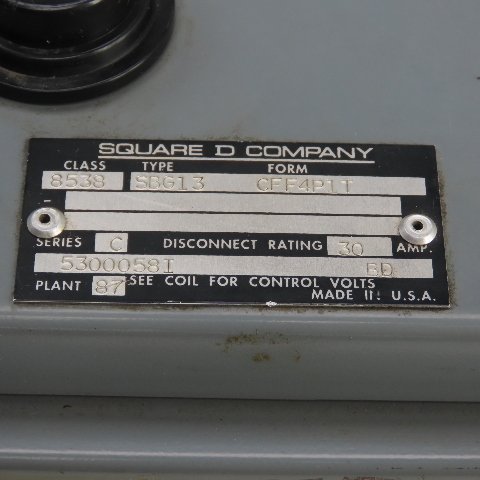 SQUARE D COMPANY
CLASS TYPE FORM
8538 SBG13 CFF4P1T
SERIES C DISCONNECT RATING 30 AMP.
5300058I BD
PLANT 87 SEE COIL FOR CONTROL VOLTS
MADE IN U.S.A.